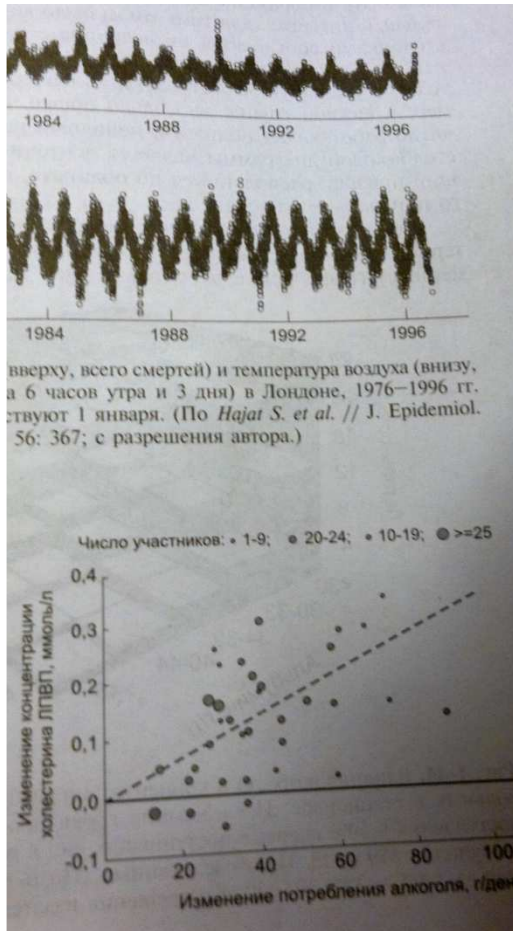 1984 1988 1992 1996
1984 1988 1992 1996
вверху, всего смертей) и температура воздуха (внизу,
а 6 часов утра и 3 дня) в Лондоне, 1976—1996 гг.
ствуют 1 января. (По Hajat S. et al. // J. Epidemiol.
56: 367; с разрешения автора.)
Число участников: • 1-9; • 20-24; • 10-19; ● >=25
Изменение концентрации
холестерина ЛПВП, ммоль/л
0,4
0,3
0,2
0,1
0,0
-0,1
0 20 40 60 80 100
Изменение потребления алкоголя, г/ден